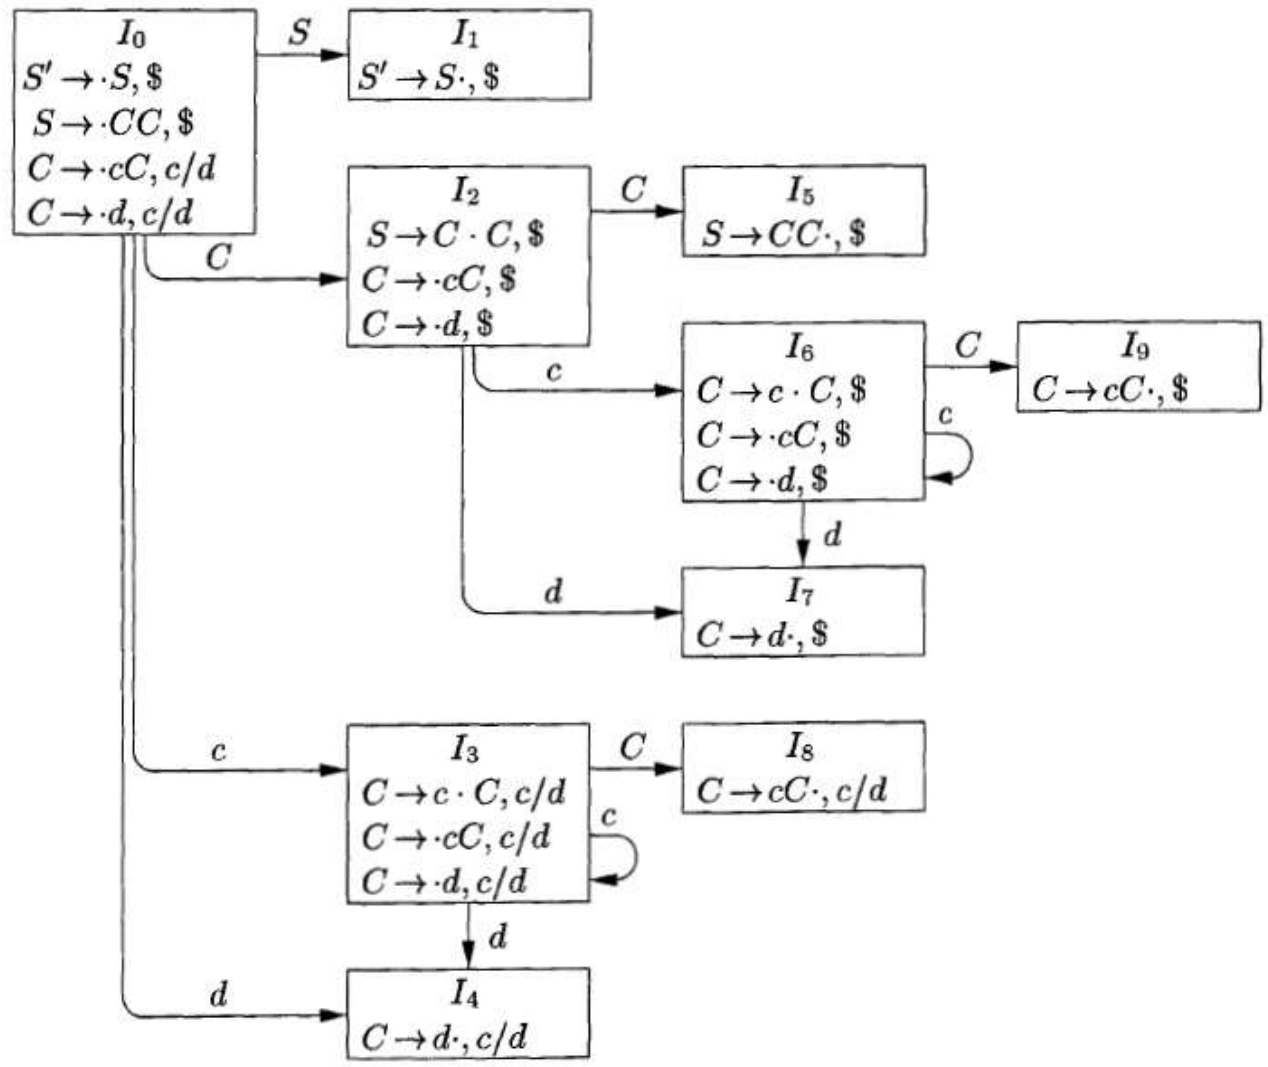 I₀
S′ → ·S, $
S → ·CC, $
C → ·cC, c/d
C → ·d, c/d
S
I₁
S′ → S·, $
C
I₂
S → C · C, $
C → ·cC, $
C → ·d, $
C
I₅
S → CC·, $
c
I₆
C → c · C, $
C → ·cC, $
C → ·d, $
C
I₉
C → cC·, $
c
d
d
I₇
C → d·, $
c
I₃
C → c · C, c/d
C → ·cC, c/d
C → ·d, c/d
C
I₈
C → cC·, c/d
c
d
d
I₄
C → d·, c/d